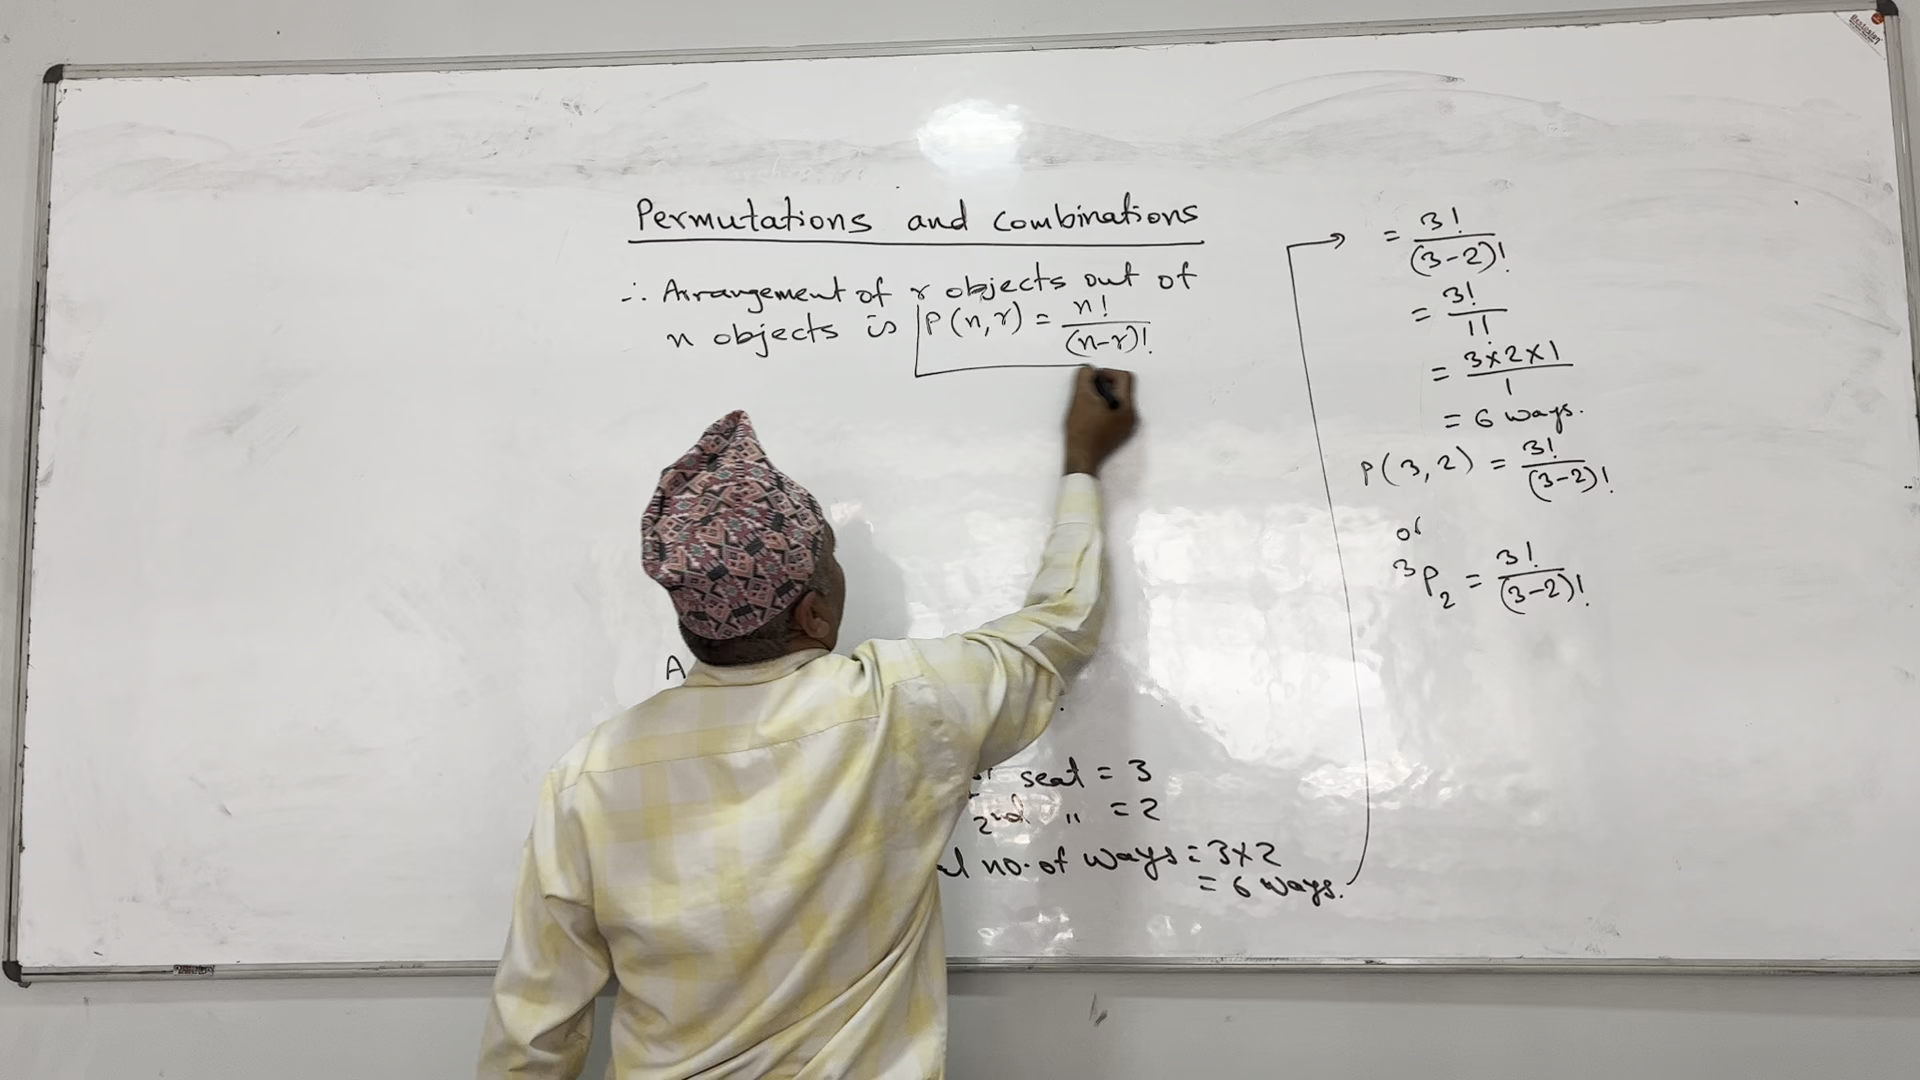 Permutations and combinations
∴ Arrangement of r objects out of
n objects is P(n,r) = n!/(n-r)!
A
seat = 3
2nd " = 2
no. of ways = 3×2
= 6 ways.
= 3!/(3-2)!
= 3!/1!
= 3×2×1/1
= 6 ways.
P(3,2) = 3!/(3-2)!
or
³P₂ = 3!/(3-2)!